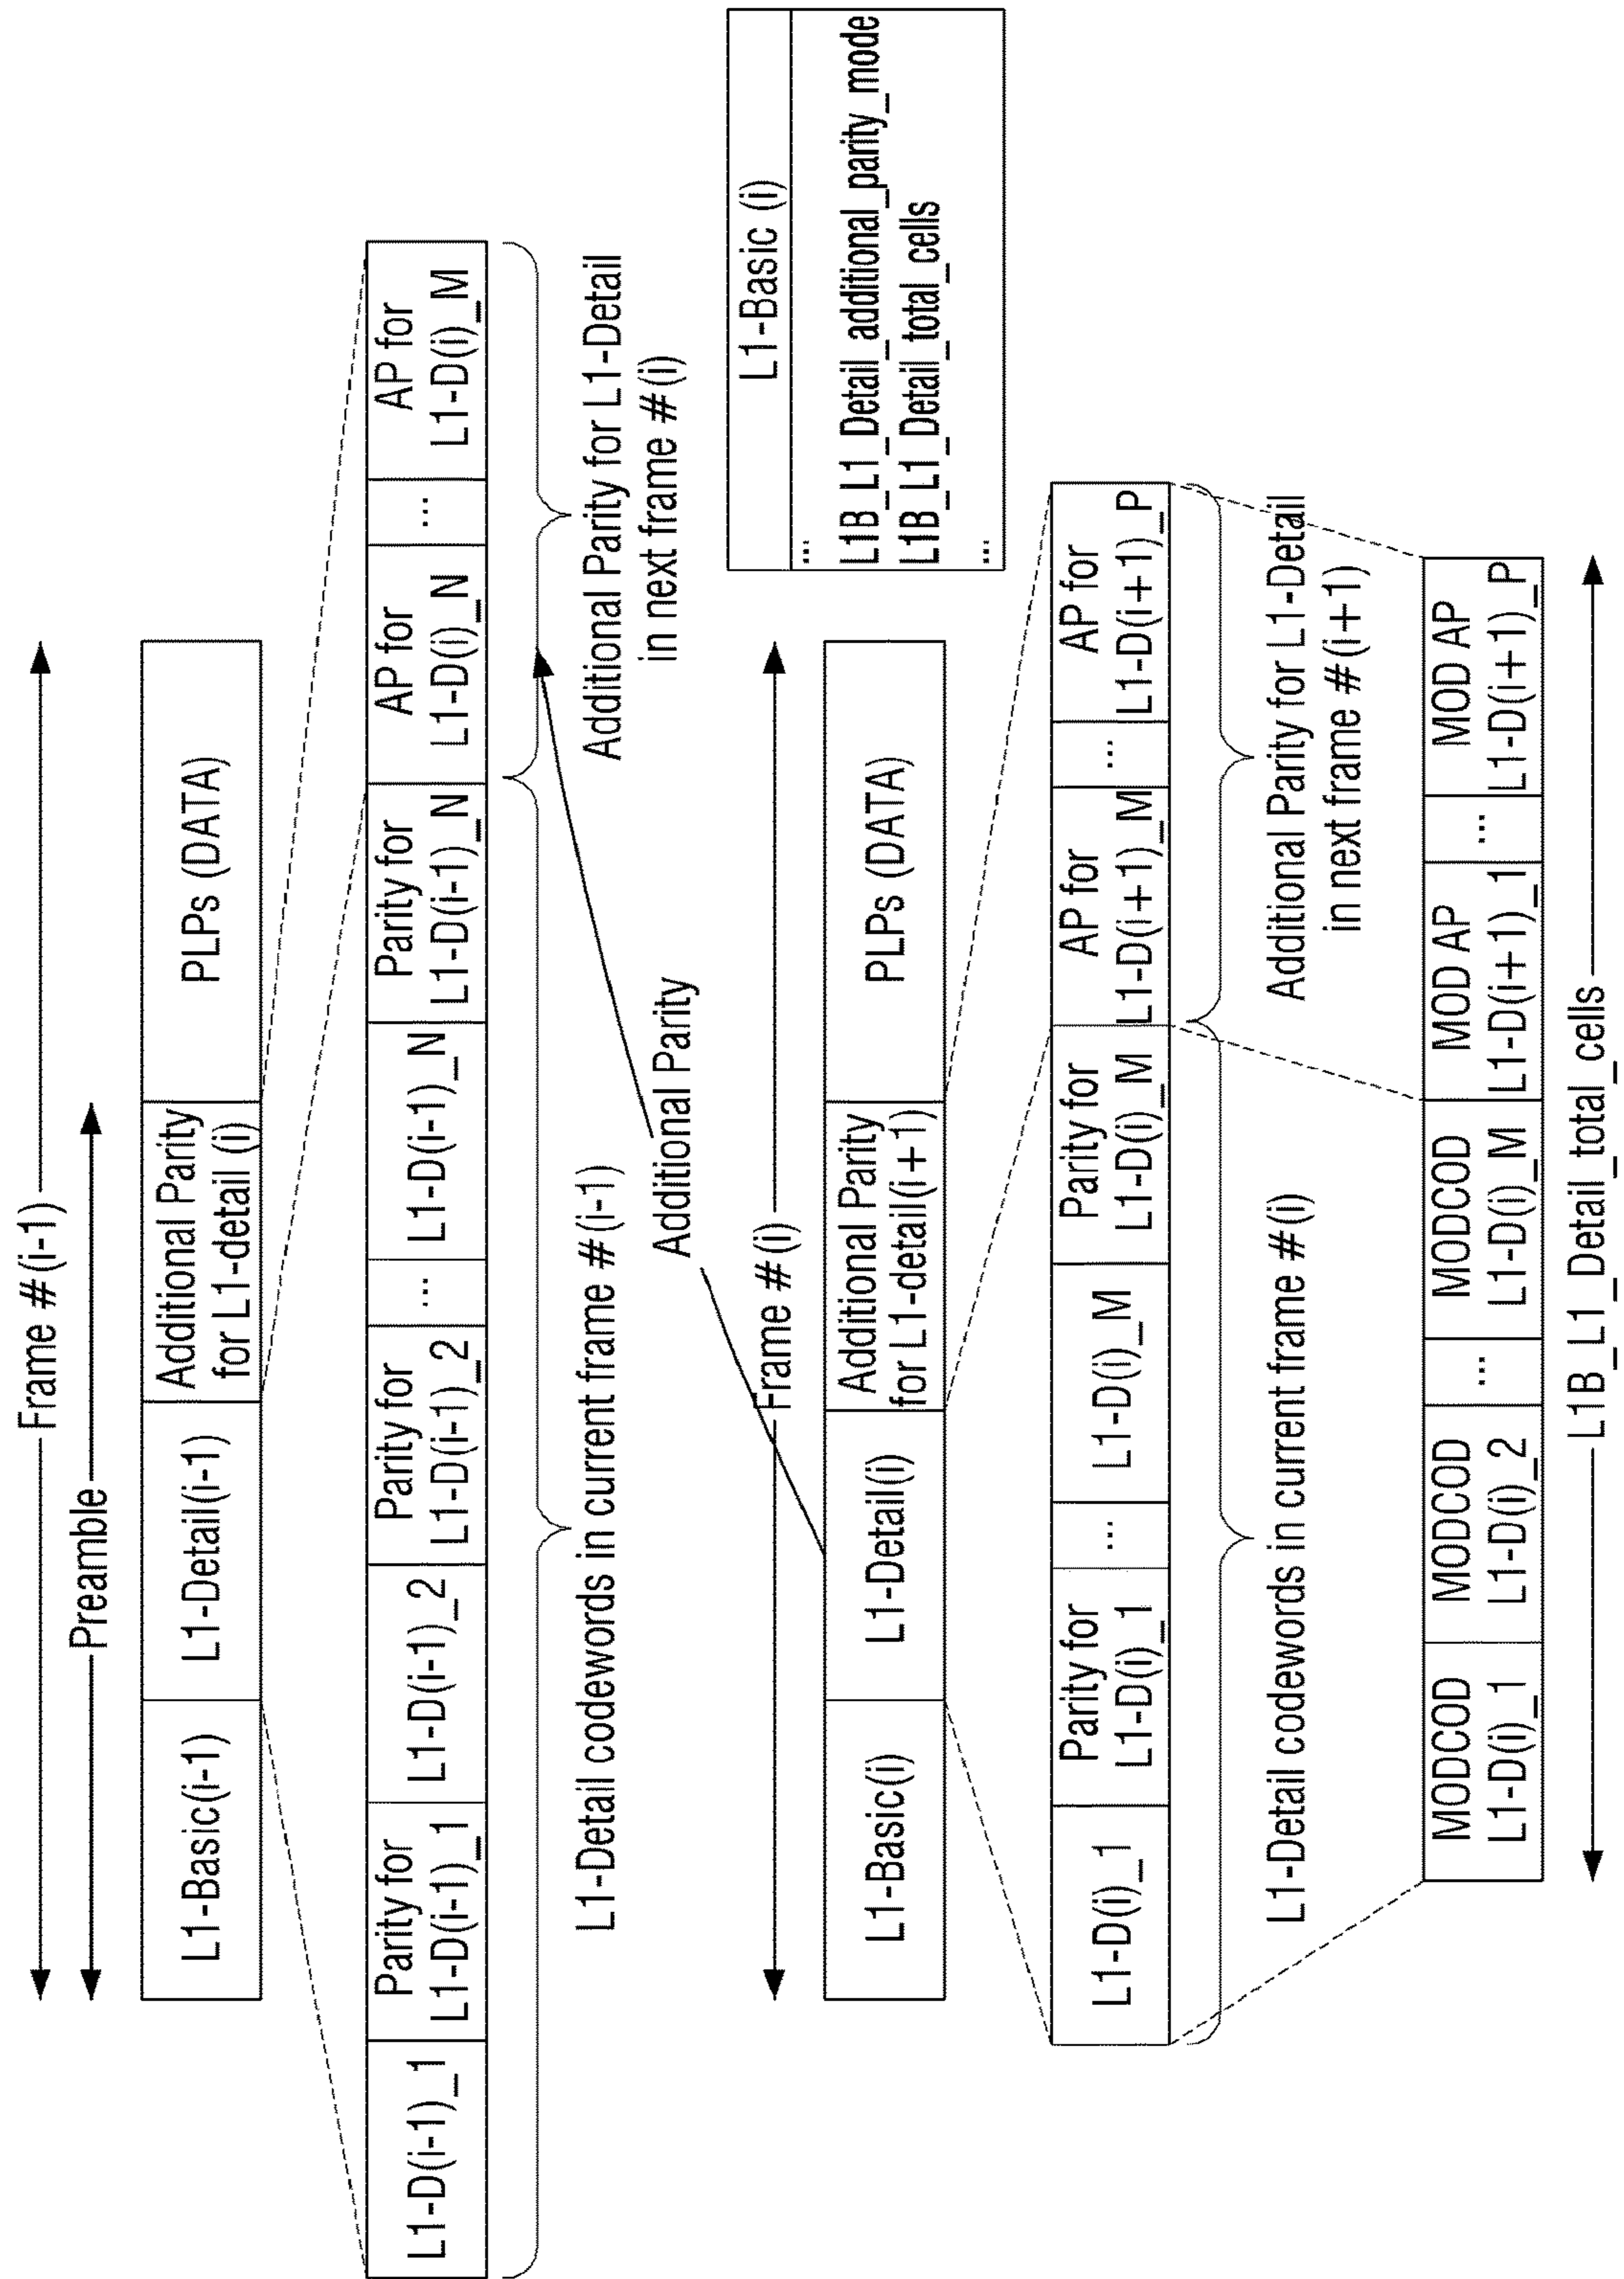 Frame #(i-1)
Preamble
L1-Basic(i-1)
L1-Detail(i-1)
Additional Parity
for L1-detail (i)
PLPs (DATA)
L1-D(i-1)_1
Parity for
L1-D(i-1)_1
L1-D(i-1)_2
Parity for
L1-D(i-1)_2
...
L1-D(i-1)_N
Parity for
L1-D(i-1)_N
AP for
L1-D(i)_N
...
AP for
L1-D(i)_M
L1-Detail codewords in current frame #(i-1)
Additional Parity for L1-Detail
in next frame #(i)
Additional Parity
L1-Basic (i)
...
L1B_L1_Detail_additional_parity_mode
L1B_L1_Detail_total_cells
...
Frame #(i)
L1-Basic(i)
L1-Detail(i)
Additional Parity
for L1-detail(i+1)
PLPs (DATA)
L1-D(i)_1
Parity for
L1-D(i)_1
...
L1-D(i)_M
Parity for
L1-D(i)_M
AP for
L1-D(i+1)_M
...
AP for
L1-D(i+1)_P
L1-Detail codewords in current frame #(i)
Additional Parity for L1-Detail
in next frame #(i+1)
MODCOD
L1-D(i)_1
MODCOD
L1-D(i)_2
...
MODCOD
L1-D(i)_M
MOD AP
L1-D(i+1)_1
...
MOD AP
L1-D(i+1)_P
L1B_L1_Detail_total_cells